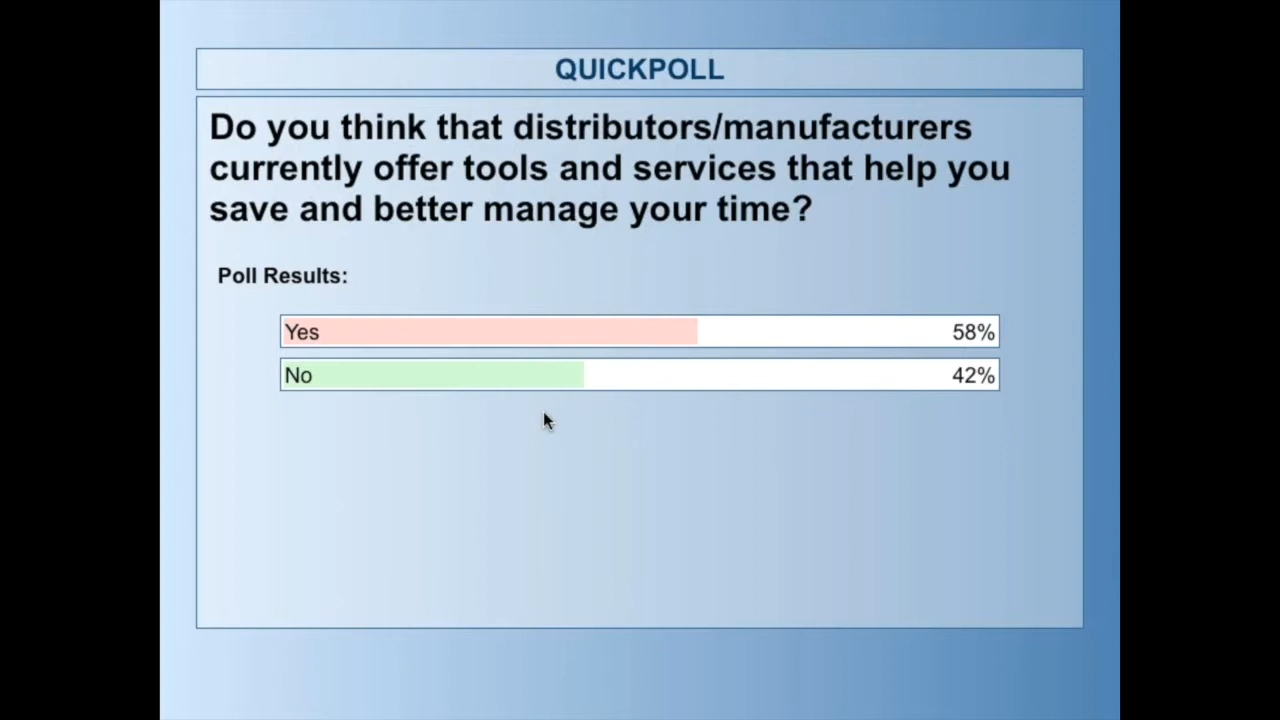 QUICKPOLL
Do you think that distributors/manufacturers
currently offer tools and services that help you
save and better manage your time?
Poll Results:
Yes 58%
No 42%